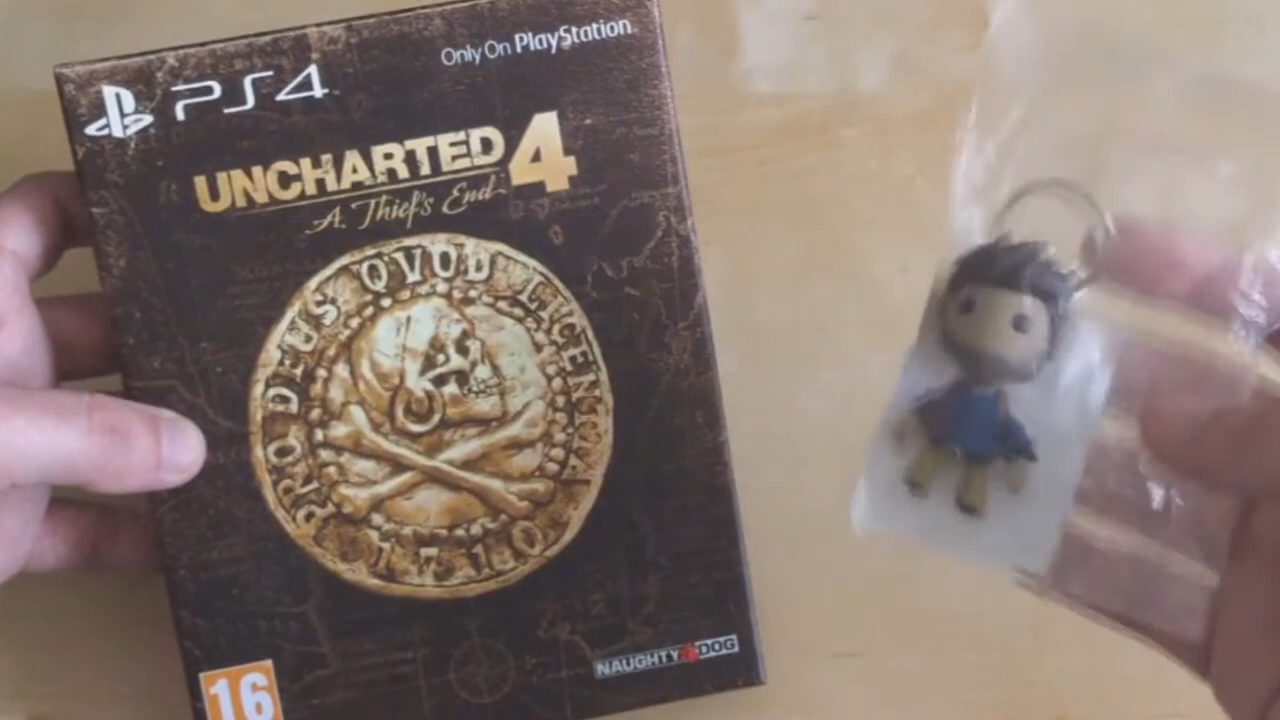 Only On PlayStation
PS4
UNCHARTED 4
A Thief's End
PRO DEUS QVOD LICENTIA
1710
NAUGHTY DOG
16